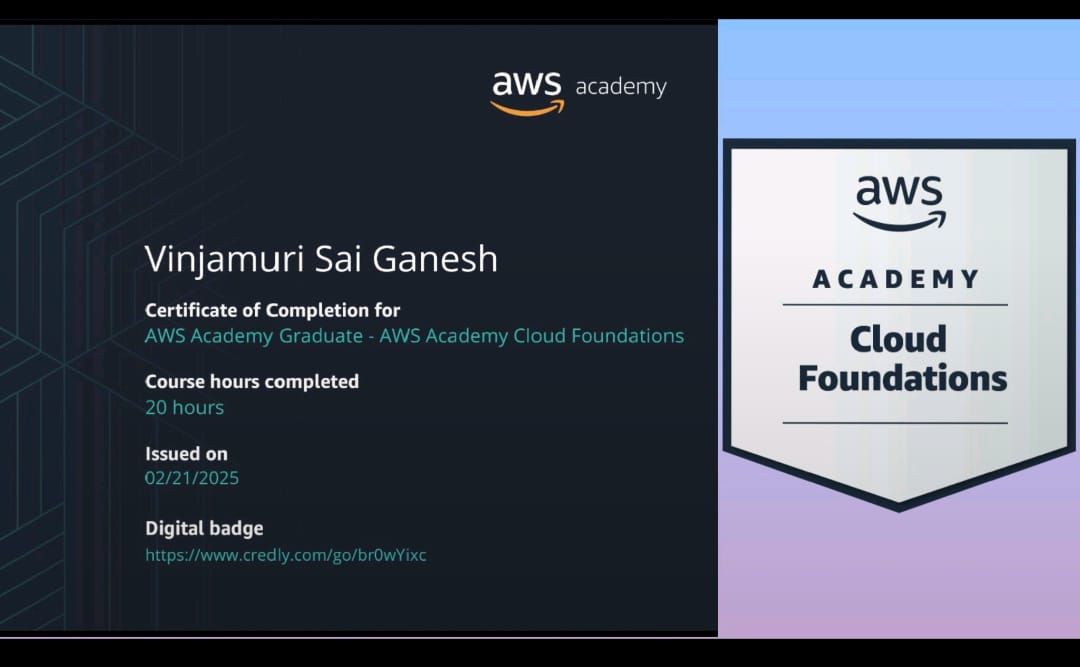 aws academy
Vinjamuri Sai Ganesh
Certificate of Completion for
AWS Academy Graduate - AWS Academy Cloud Foundations
Course hours completed
20 hours
Issued on
02/21/2025
Digital badge
https://www.credly.com/go/br0wYixc
aws
ACADEMY
Cloud
Foundations